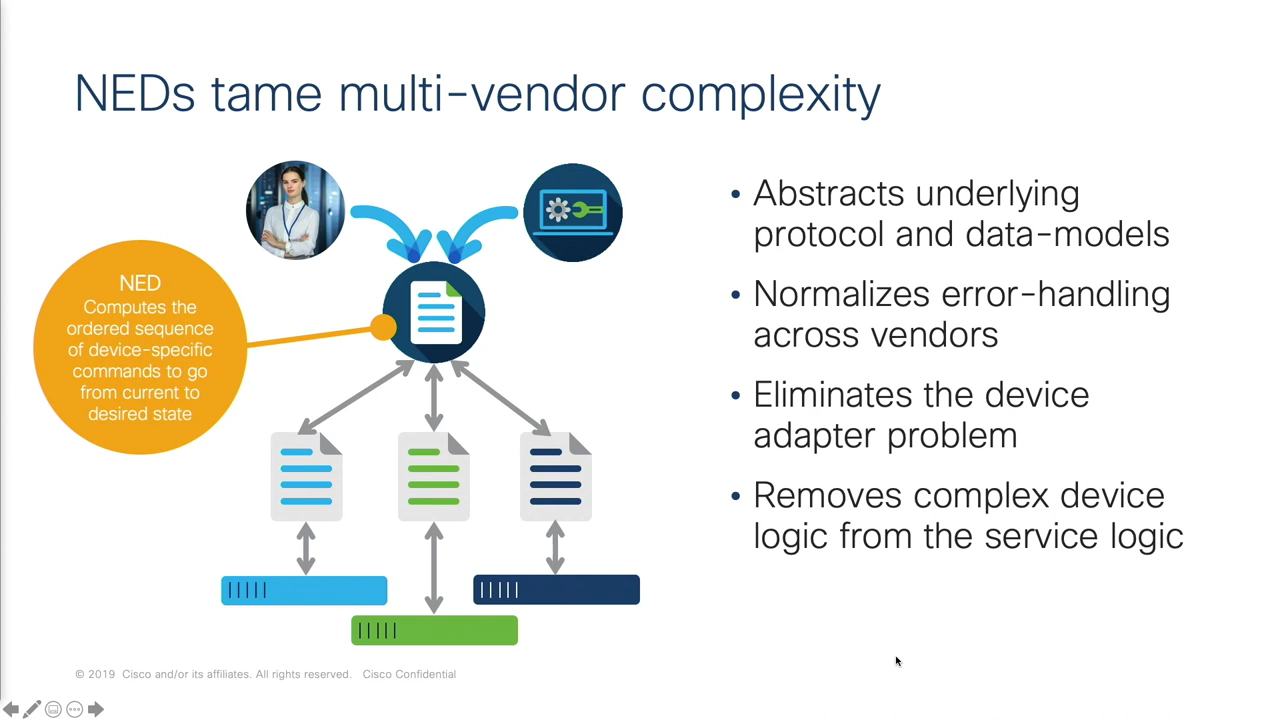 NEDs tame multi-vendor complexity
NED
Computes the
ordered sequence
of device-specific
commands to go
from current to
desired state
• Abstracts underlying
protocol and data-models
• Normalizes error-handling
across vendors
• Eliminates the device
adapter problem
• Removes complex device
logic from the service logic
© 2019 Cisco and/or its affiliates. All rights reserved. Cisco Confidential